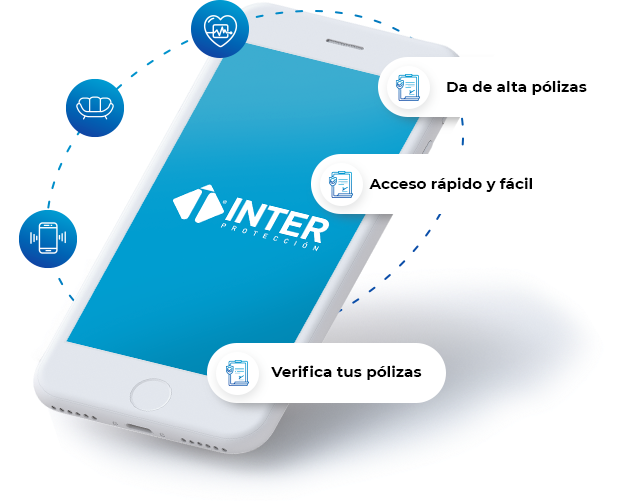 Da de alta pólizas
Acceso rápido y fácil
INTER
PROTECCIÓN
Verifica tus pólizas